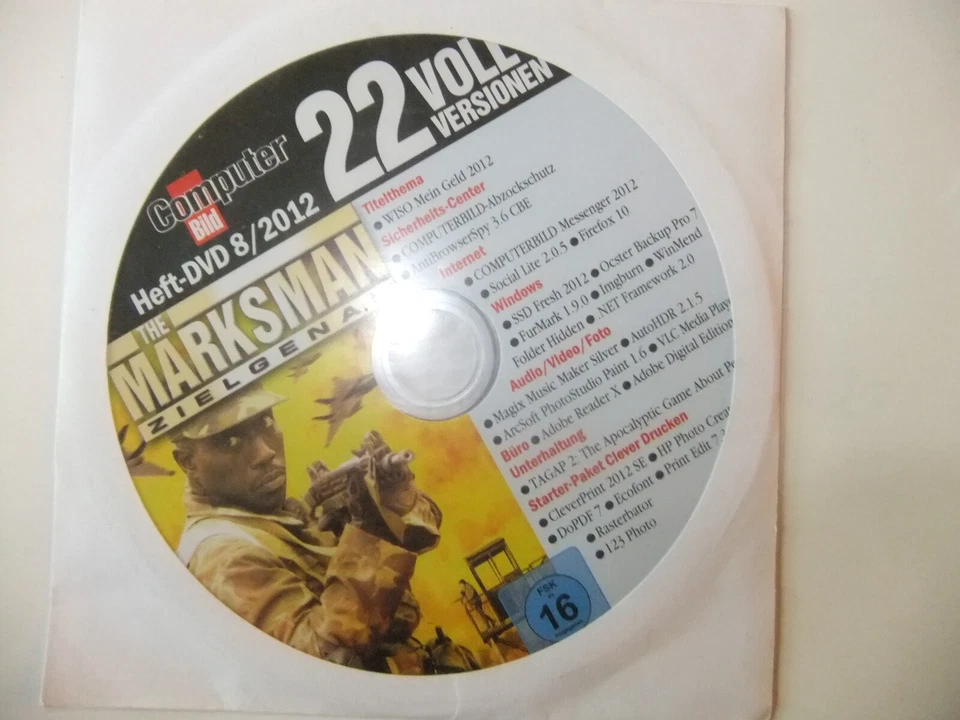 Computer
Bild
22 VOLL
VERSIONEN
Heft-DVD 8/2012
THE
MARKSMAN
Titelthema
● WISO Mein Geld 2012
Sicherheits-Center
● COMPUTERBILD-Abzockschutz
● AntiBrowserSpy 3.6 CBE
Internet
● COMPUTERBILD Messenger 2012
● Social Lite 2.0.5 ● Firefox 10
Windows
● SSD Fresh 2012 ● Ocster Backup Pro 7
● FurMark 1.9.0 ● Imgburn ● WinMend
Folder Hidden ● .NET Framework 2.0
Audio/Video/Foto
● Magix Music Maker Silver ● AutoHDR 2.1.5
● ArcSoft PhotoStudio Paint 1.6 ● VLC Media Playe
Büro ● Adobe Reader X ● Adobe Digital Edition
Unterhaltung
● TAGAP 2: The Apocalyptic Game About Pe
Starter-Paket Clever Drucken
● CleverPrint 2012 SE ● HP Photo Crea
● DoPDF 7 ● Ecofont ● Print Edit 7
● Rasterbator
● 123 Photo
FSK
ab
16